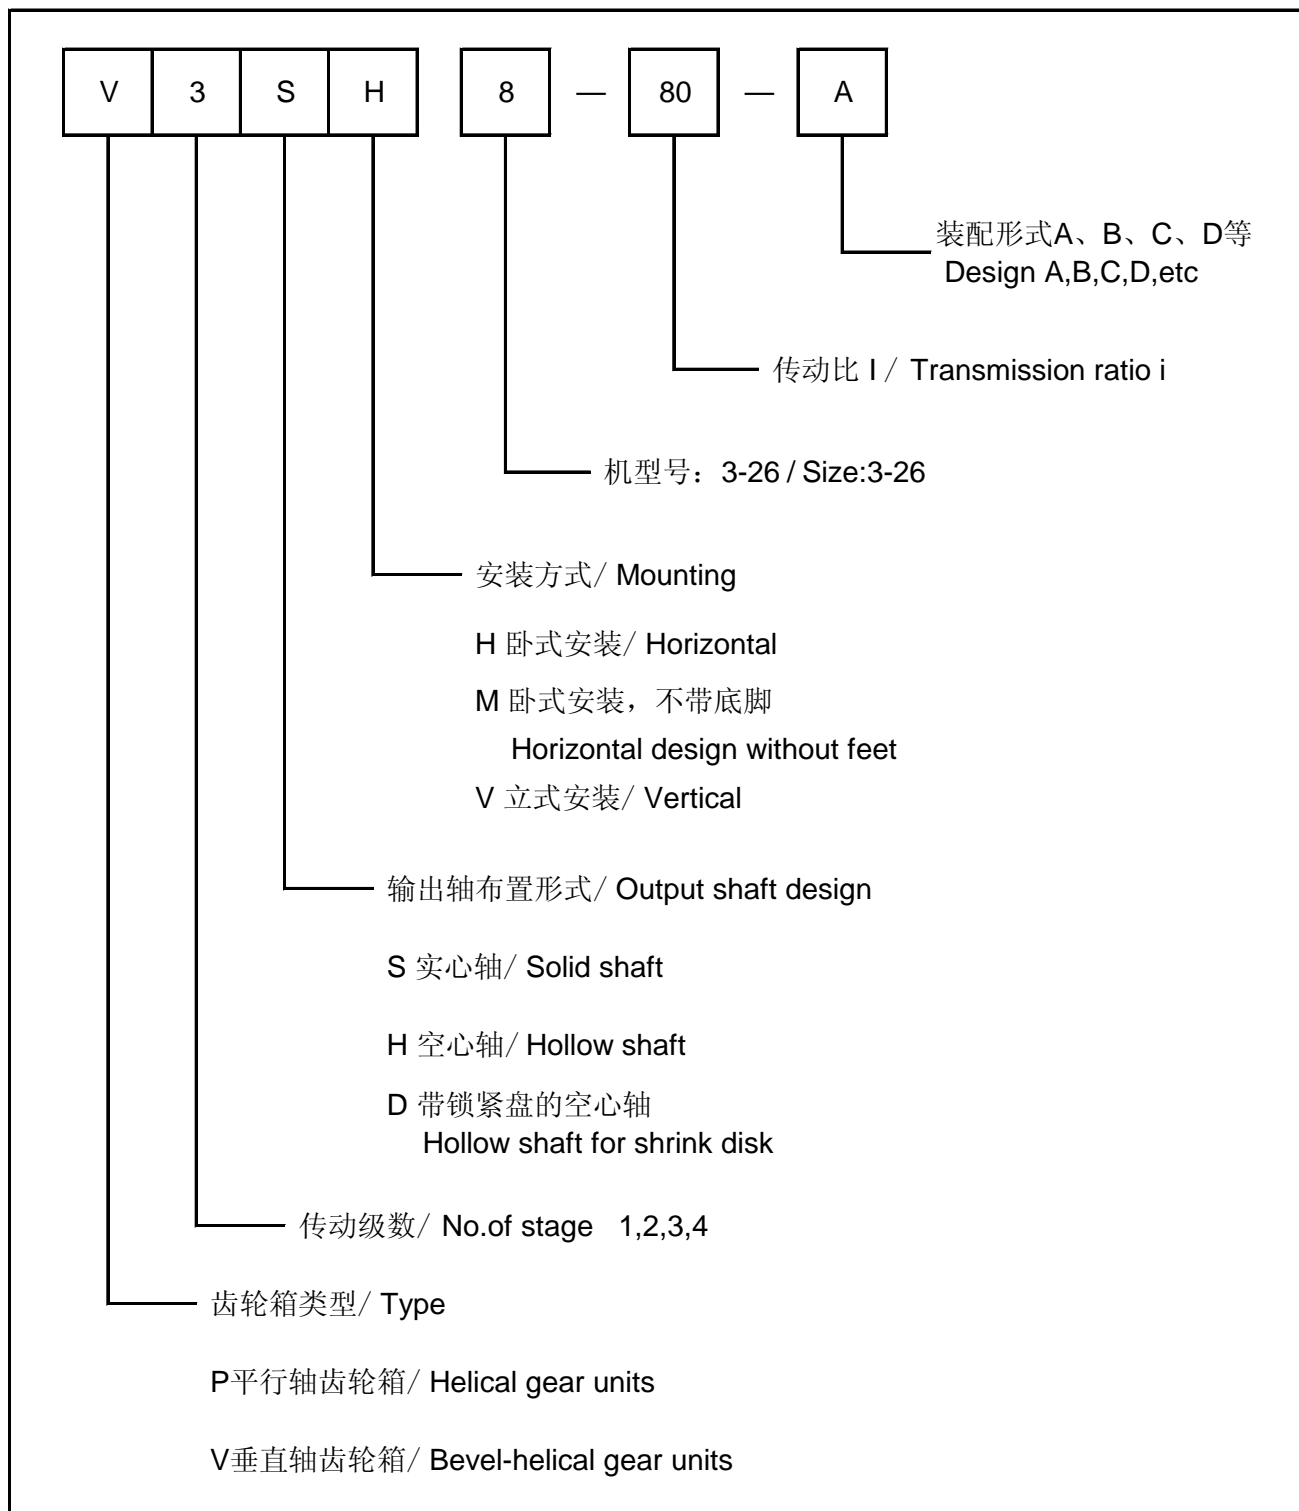 V 3 S H 8 — 80 — A
装配形式A、B、C、D等
Design A,B,C,D,etc
传动比 I / Transmission ratio i
机型号：3-26 / Size:3-26
安装方式/ Mounting
H 卧式安装/ Horizontal
M 卧式安装，不带底脚
Horizontal design without feet
V 立式安装/ Vertical
输出轴布置形式/ Output shaft design
S 实心轴/ Solid shaft
H 空心轴/ Hollow shaft
D 带锁紧盘的空心轴
Hollow shaft for shrink disk
传动级数/ No.of stage 1,2,3,4
齿轮箱类型/ Type
P平行轴齿轮箱/ Helical gear units
V垂直轴齿轮箱/ Bevel-helical gear units